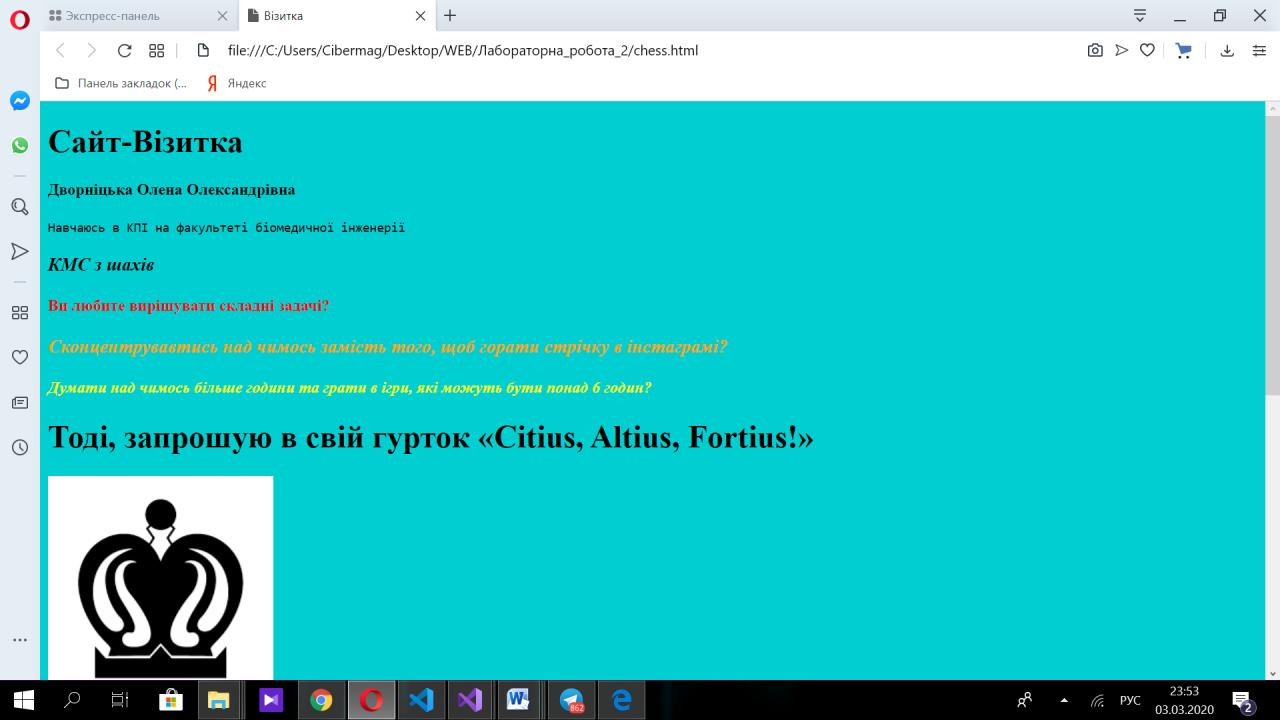 Экспресс-панель
Візитка
file:///C:/Users/Cibermag/Desktop/WEB/Лабораторна_робота_2/chess.html
Панель закладок (...
Яндекс
Сайт-Візитка
Дворніцька Олена Олександрівна
Навчаюсь в КПІ на факультеті біомедичної інженерії
КМС з шахів
Ви любите вирішувати складні задачі?
Сконцентрувавтись над чимось замість того, щоб горати стрічку в інстаграмі?
Думати над чимось більше години та грати в ігри, які можуть бути понад 6 годин?
Тоді, запрошую в свій гурток «Citius, Altius, Fortius!»
862
РУС
23:53
03.03.2020
2